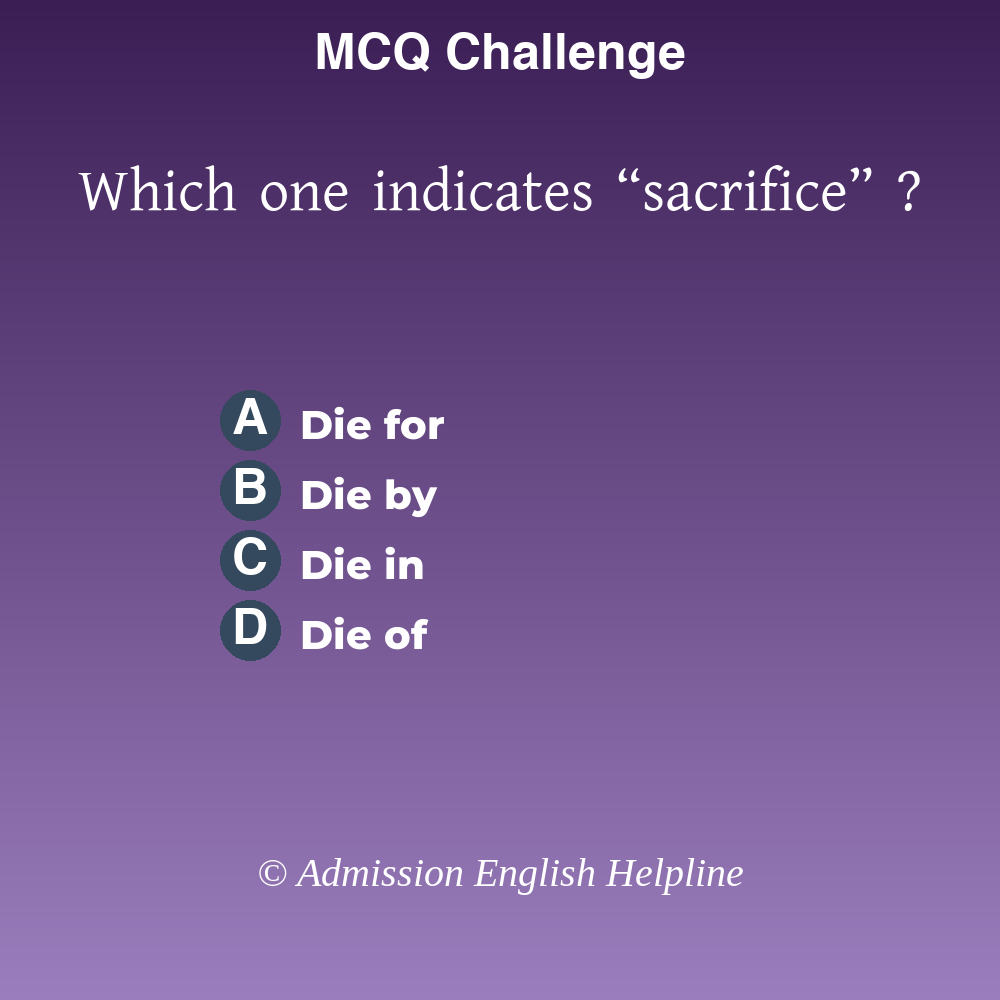 MCQ Challenge
Which one indicates “sacrifice” ?
A Die for
B Die by
C Die in
D Die of
© Admission English Helpline